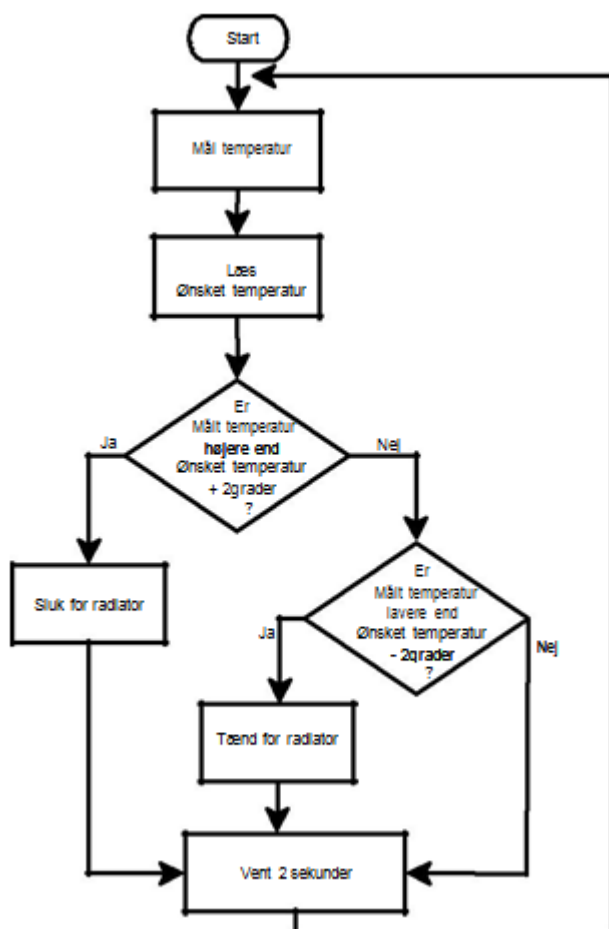 Start
Mål temperatur
Læs
Ønsket temperatur
Er
Målt temperatur
højere end
Ønsket temperatur
+ 2grader
?
Ja
Nej
Sluk for radiator
Er
Målt temperatur
lavere end
Ønsket temperatur
- 2grader
?
Ja
Nej
Tænd for radiator
Vent 2 sekunder